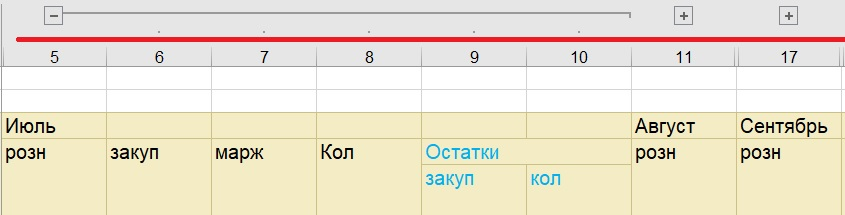 5 6 7 8 9 10 11 17
Июль Август Сентябрь
розн закуп марж Кол Остатки розн розн
закуп кол